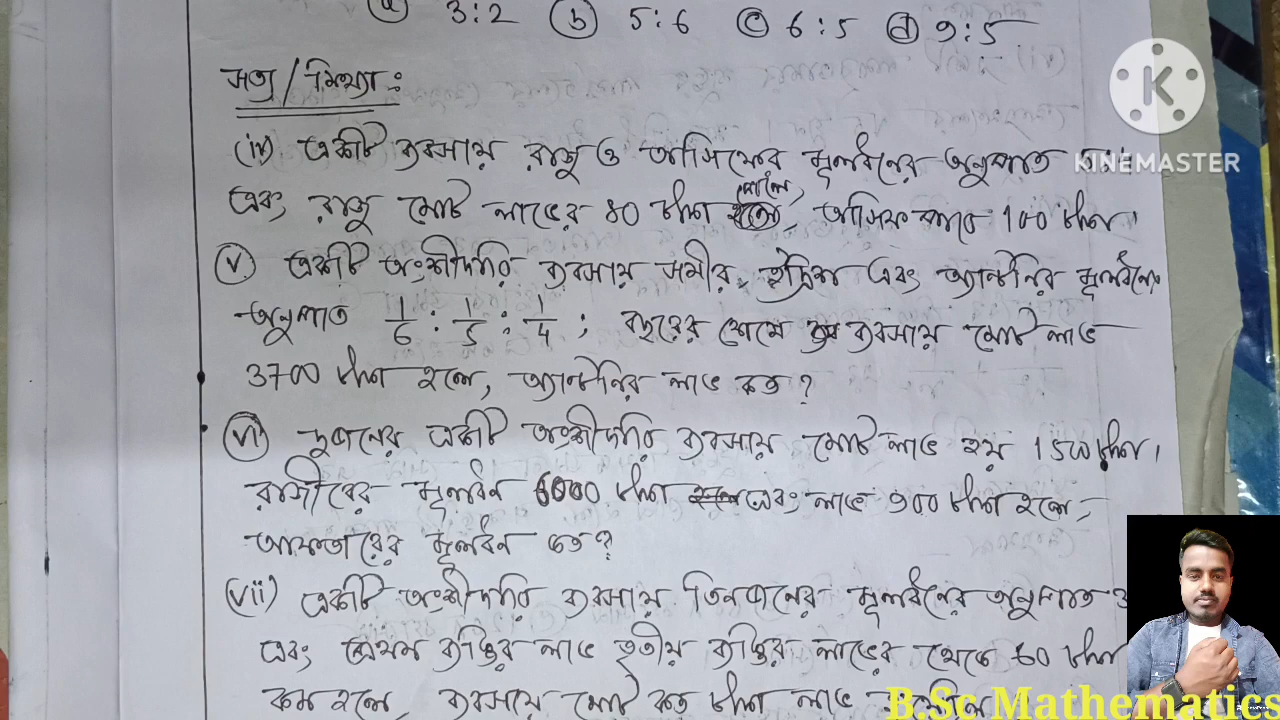 ⓐ 3:2 ⓑ 5:6 ⓒ 6:5 ⓓ 9:5
সত্য / মিথ্যা :
(iv) একটি ব্যবসায় রাজু ও আসিফের মূলধনের অনুপাত
এবং রাজু মোট লাভের 80 টাকা পেলে, আসিফ পাবে 100 টাকা।
(v) একটি অংশীদারি ব্যবসায় সমীর, ইদ্রিশ এবং অ্যান্টনির মূলধনের
অনুপাত 1/6 : 1/5 : 1/4 ; বছরের শেষে ব্যবসায় মোট লাভ
3700 টাকা হলে, অ্যান্টনির লাভ কত ?
(vi) দুজনের একটি অংশীদারি ব্যবসায় মোট লাভ হয় 1500 টাকা।
রাজীবের মূলধন 6000 টাকা এবং লাভ 900 টাকা হলে,
আফতাবের মূলধন কত ?
(vii) একটি অংশীদারি ব্যবসায় তিনজনের মূলধনের অনুপাত
এবং প্রথম ব্যক্তির লাভ তৃতীয় ব্যক্তির লাভের থেকে 60 টাকা
কম হলে, ব্যবসায় মোট কত টাকা লাভ
KINEMASTER
B.Sc Mathematics